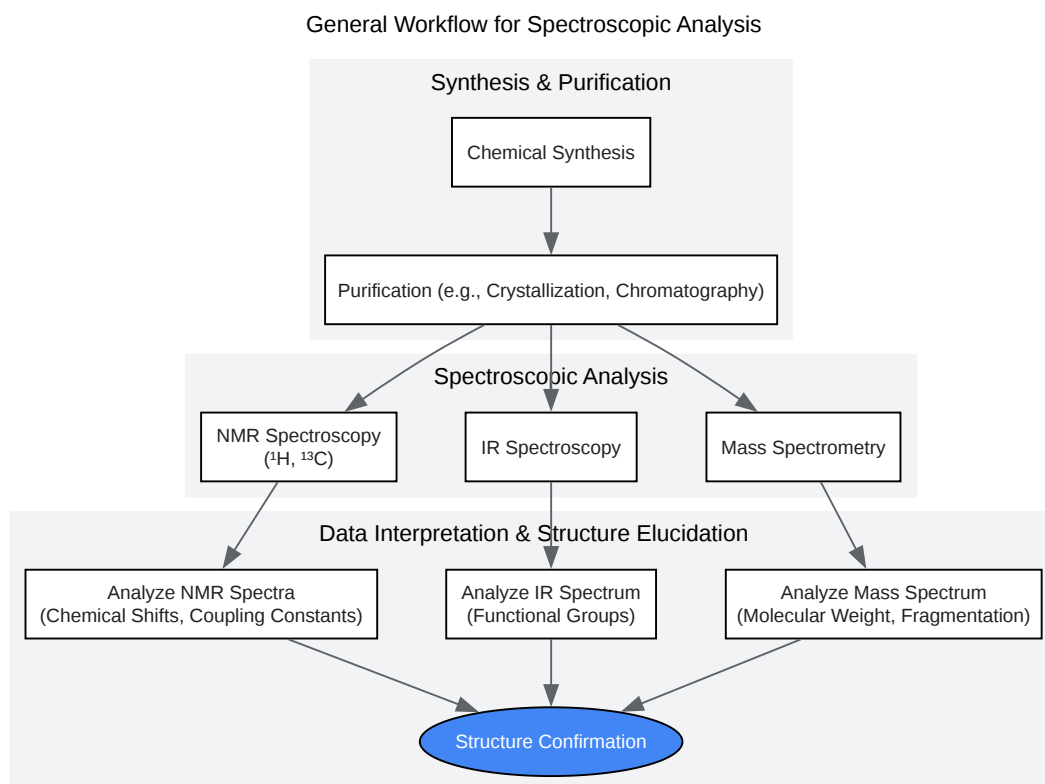 General Workflow for Spectroscopic Analysis
Synthesis & Purification
Chemical Synthesis
Purification (e.g., Crystallization, Chromatography)
Spectroscopic Analysis
NMR Spectroscopy
(¹H, ¹³C)
IR Spectroscopy
Mass Spectrometry
Data Interpretation & Structure Elucidation
Analyze NMR Spectra
(Chemical Shifts, Coupling Constants)
Analyze IR Spectrum
(Functional Groups)
Analyze Mass Spectrum
(Molecular Weight, Fragmentation)
Structure Confirmation